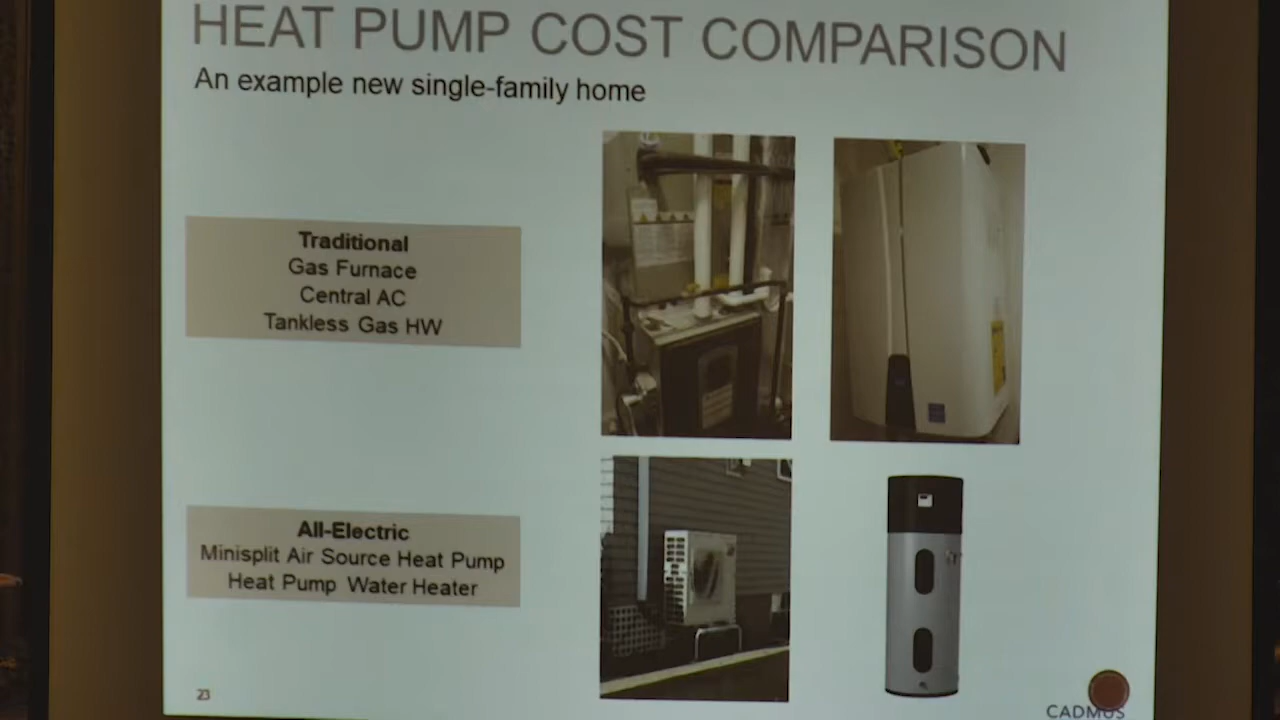 HEAT PUMP COST COMPARISON
An example new single-family home
Traditional
Gas Furnace
Central AC
Tankless Gas HW
All-Electric
Minisplit Air Source Heat Pump
Heat Pump Water Heater
23
CADMUS